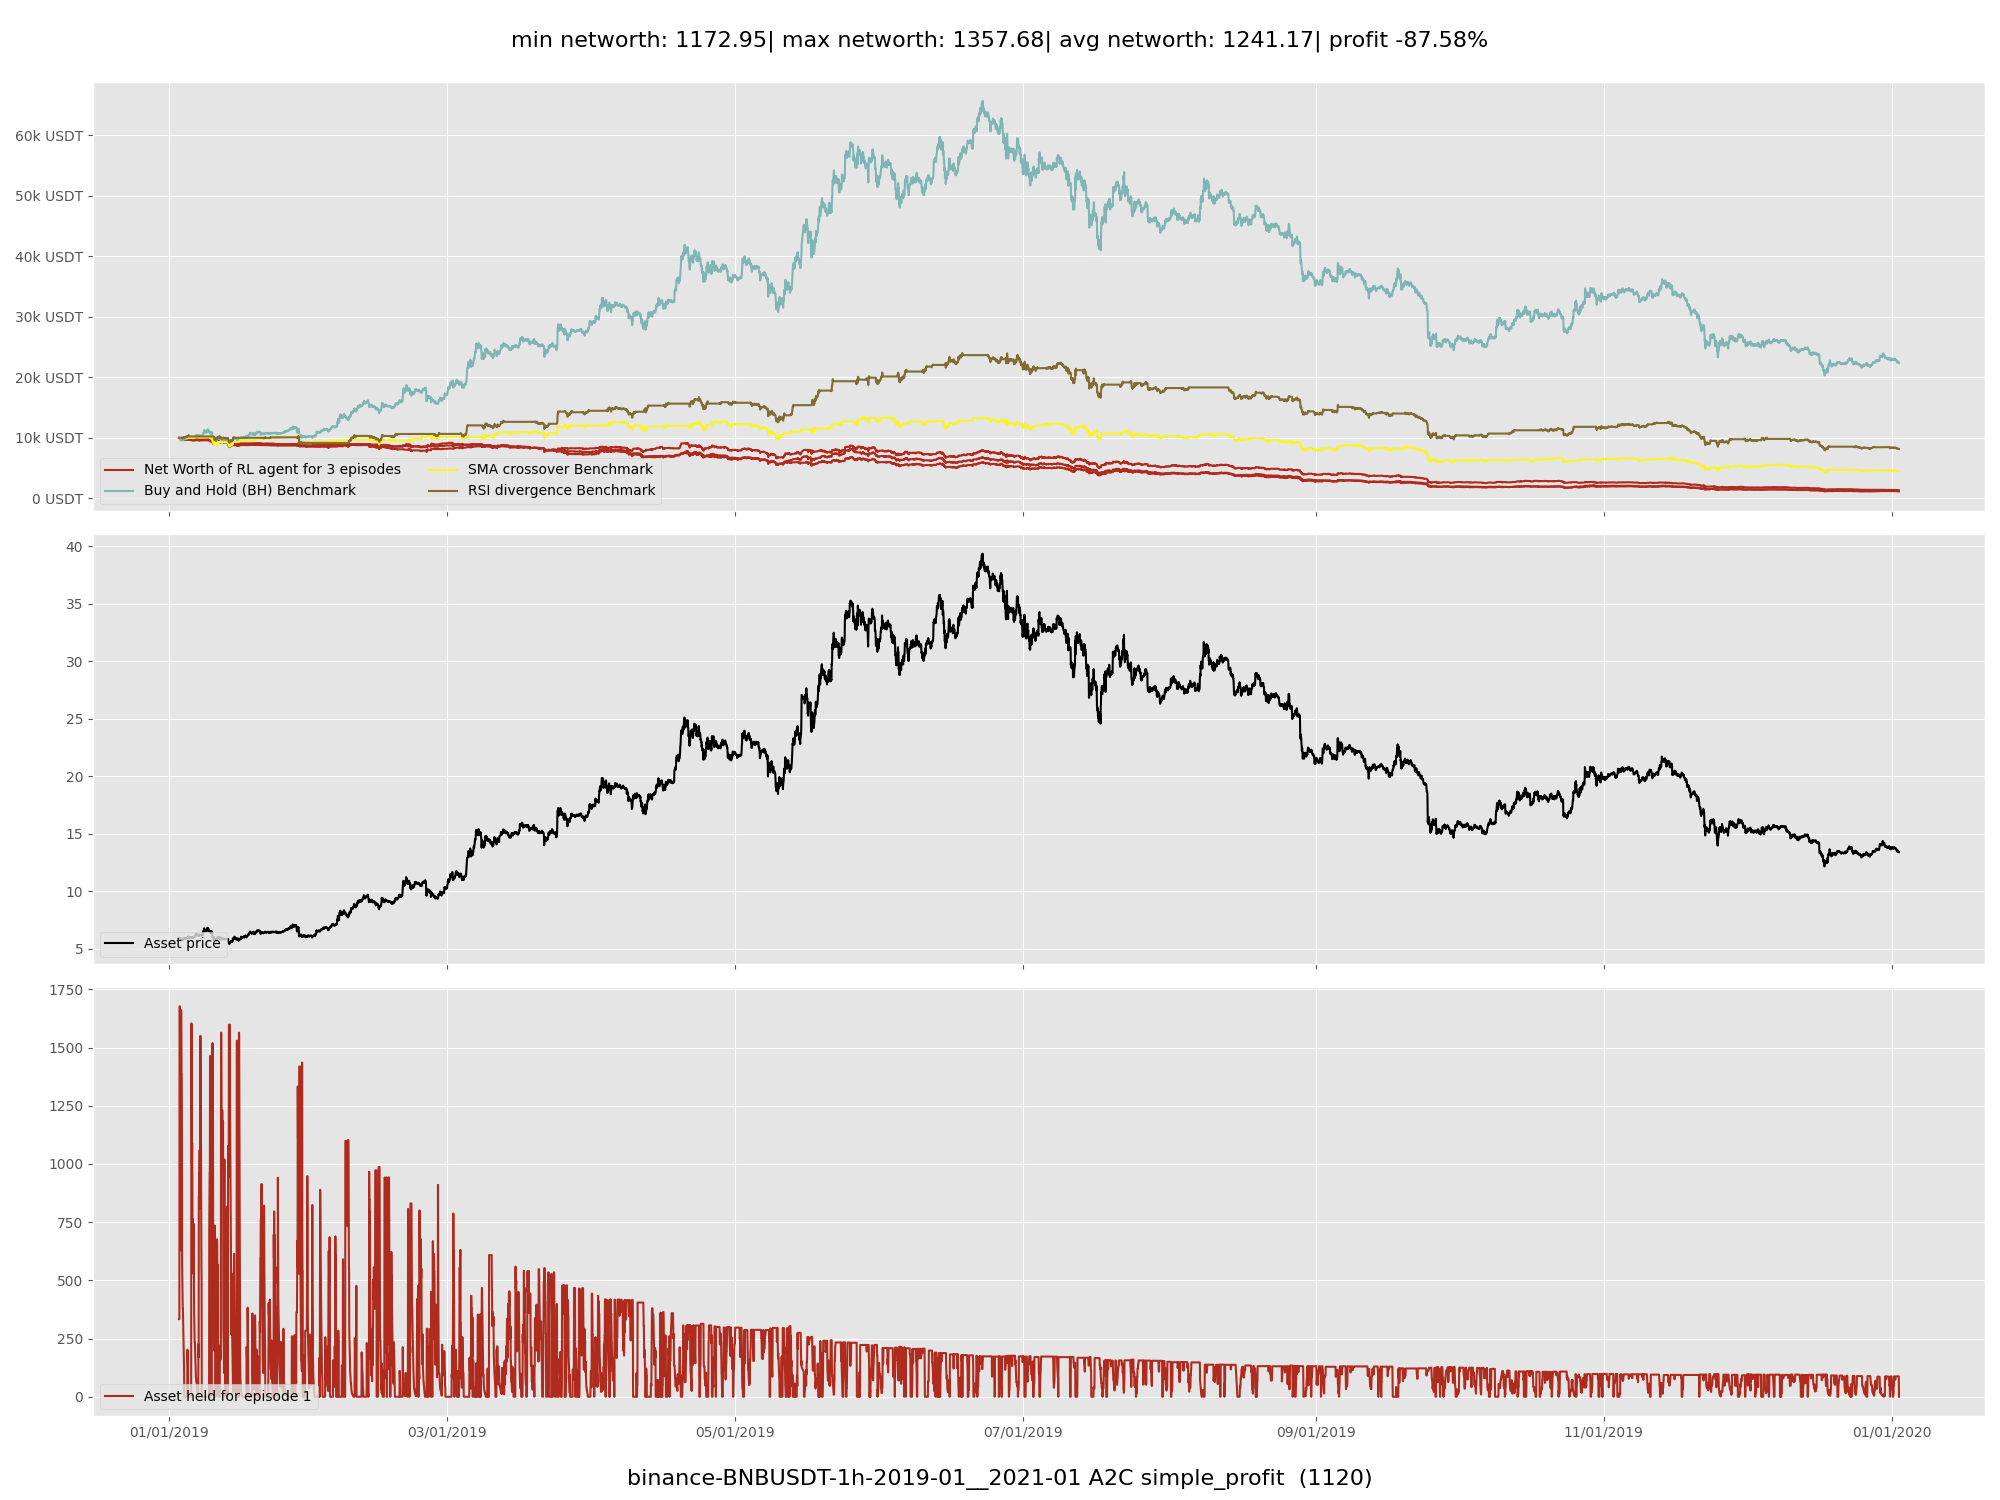 min networth: 1172.95| max networth: 1357.68| avg networth: 1241.17| profit -87.58%
60k USDT
50k USDT
40k USDT
30k USDT
20k USDT
10k USDT
0 USDT
Net Worth of RL agent for 3 episodes
Buy and Hold (BH) Benchmark
SMA crossover Benchmark
RSI divergence Benchmark
40
35
30
25
20
15
10
5
Asset price
1750
1500
1250
1000
750
500
250
0
Asset held for episode 1
01/01/2019 03/01/2019 05/01/2019 07/01/2019 09/01/2019 11/01/2019 01/01/2020
binance-BNBUSDT-1h-2019-01__2021-01 A2C simple_profit (1120)